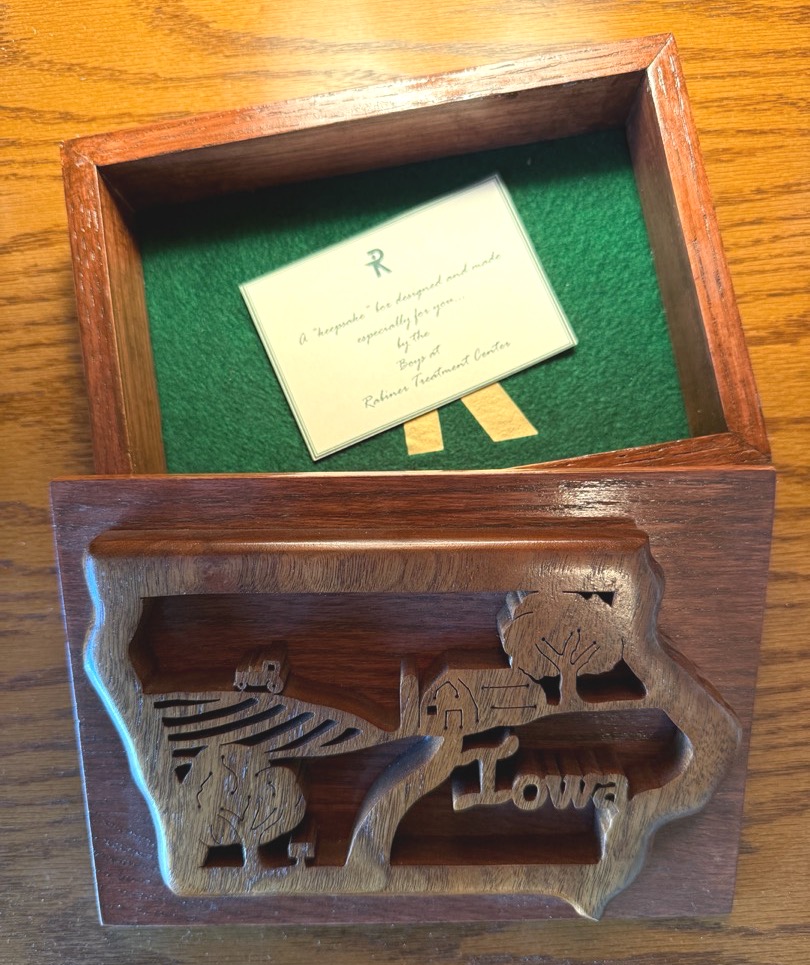 R
A "keepsake" box designed and made
especially for you...
by the
Boys at
Rabiner Treatment Center
Iowa